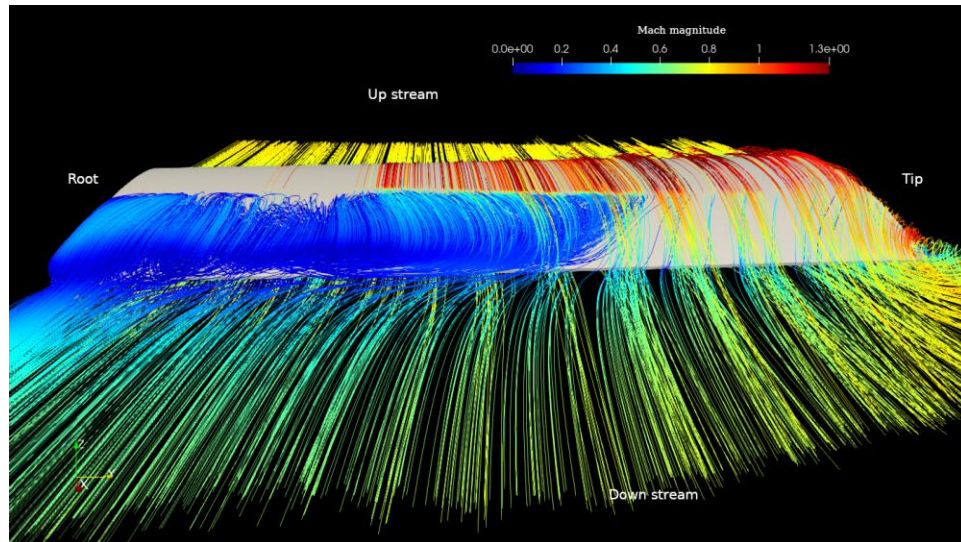 Mach magnitude
0.0e+00 0.2 0.4 0.6 0.8 1 1.3e+00
Up stream
Root
Tip
Z
Y
X
Down stream